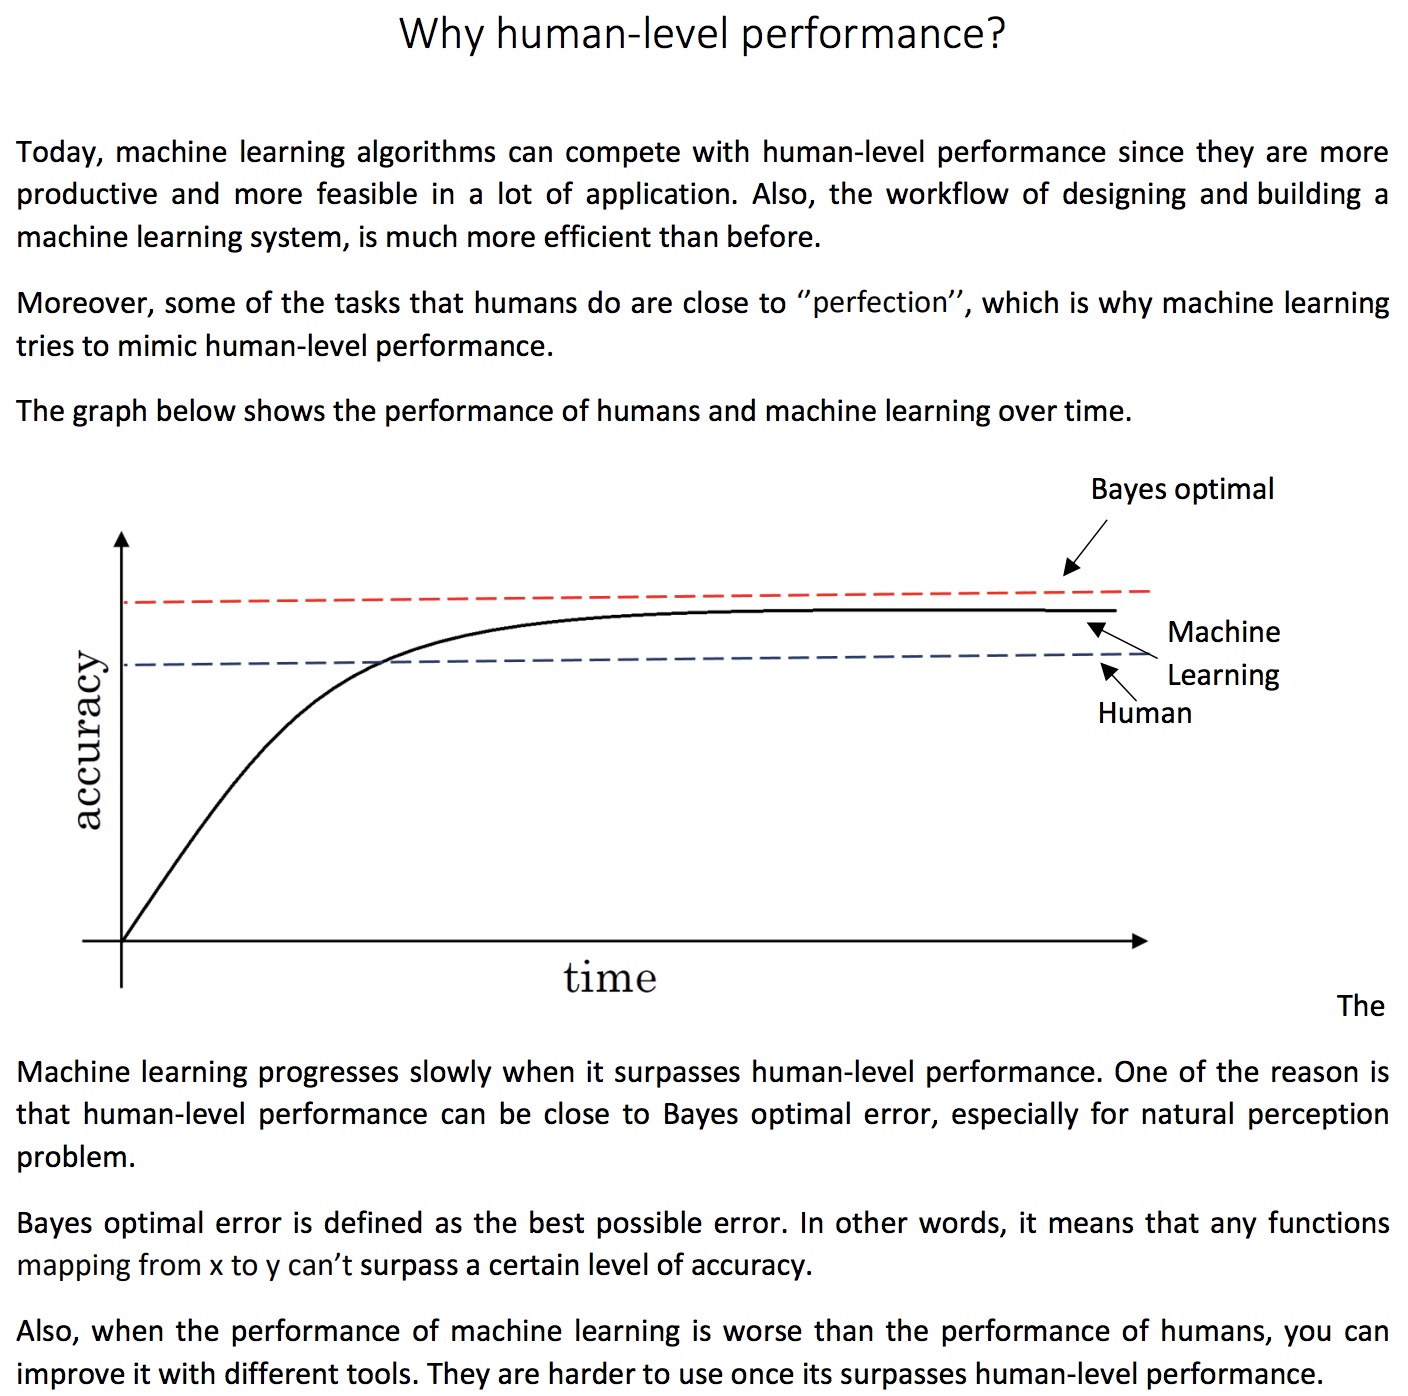 Why human-level performance?
Today, machine learning algorithms can compete with human-level performance since they are more
productive and more feasible in a lot of application. Also, the workflow of designing and building a
machine learning system, is much more efficient than before.
Moreover, some of the tasks that humans do are close to ‘’perfection’’, which is why machine learning
tries to mimic human-level performance.
The graph below shows the performance of humans and machine learning over time.
Bayes optimal
Machine
Learning
Human
accuracy
time
The
Machine learning progresses slowly when it surpasses human-level performance. One of the reason is
that human-level performance can be close to Bayes optimal error, especially for natural perception
problem.
Bayes optimal error is defined as the best possible error. In other words, it means that any functions
mapping from x to y can’t surpass a certain level of accuracy.
Also, when the performance of machine learning is worse than the performance of humans, you can
improve it with different tools. They are harder to use once its surpasses human-level performance.